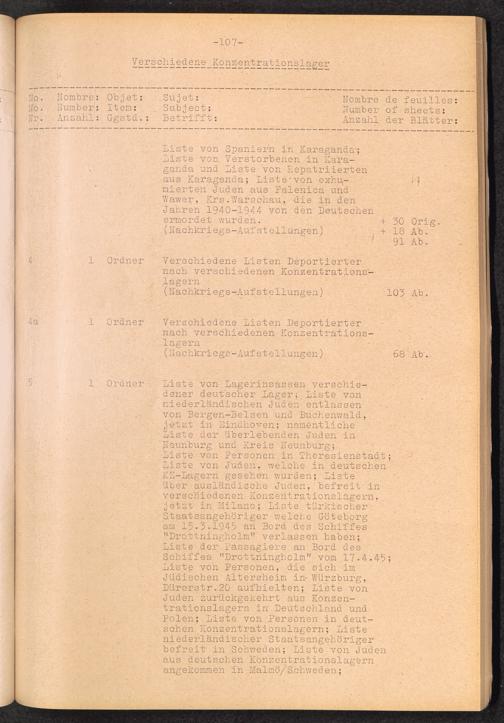 -107-
Verschiedene Konzentrationslager
No. Nombre: Objet: Sujet: Nombre de feuilles:
No. Number: Item: Subject: Number of sheets:
Nr. Anzahl: Ggstd.: Betrifft: Anzahl der Blätter:
Liste von Spaniern in Karaganda;
Liste von Verstorbenen in Kara-
ganda und Liste von Repatriierten
aus Karaganda; Liste von exhu-
mierten Juden aus Falenica und
Wawer, Krs.Warschau, die in den
Jahren 1940-1944 von den Deutschen
ermordet wurden. + 30 Orig.
(Nachkriegs-Aufstellungen) + 18 Ab.
91 Ab.
4 1 Ordner Verschiedene Listen Deportierter
nach verschiedenen Konzentrations-
lagern
(Nachkriegs-Aufstellungen) 103 Ab.
4a 1 Ordner Verschiedene Listen Deportierter
nach verschiedenen Konzentrations-
lagern
(Nachkriegs-Aufstellungen) 68 Ab.
5 1 Ordner Liste von Lagerinsassen verschie-
dener deutscher Lager; Liste von
niederländischen Juden entlassen
von Bergen-Belsen und Buchenwald,
jetzt in Eindhoven; namentliche
Liste der überlebenden Juden in
Naunburg und Kreis Neunburg;
Liste von Personen in Theresienstadt;
Liste von Juden, welche in deutschen
KZ-Lagern gesehen wurden; Liste
über ausländische Juden, befreit in
verschiedenen Konzentrationslagern,
jetzt in Milano; Liste türkischer
Staatsangehöriger welche Göteborg
am 15.3.1945 an Bord des Schiffes
"Drottningholm" verlassen haben;
Liste der Passagiere an Bord des
Schiffes "Drottningholm" vom 17.4.45;
Liste von Personen, die sich im
Jüdischen Altersheim in Würzburg,
Dürerstr.20 aufhielten; Liste von
Juden zurückgekehrt aus Konzen-
trationslagern in Deutschland und
Polen; Liste von Personen in deut-
schen Konzentrationslagern; Liste
niederländischer Staatsangehöriger
befreit in Schweden; Liste von Juden
aus deutschen Konzentrationslagern
angekommen in Malmö/Schweden;